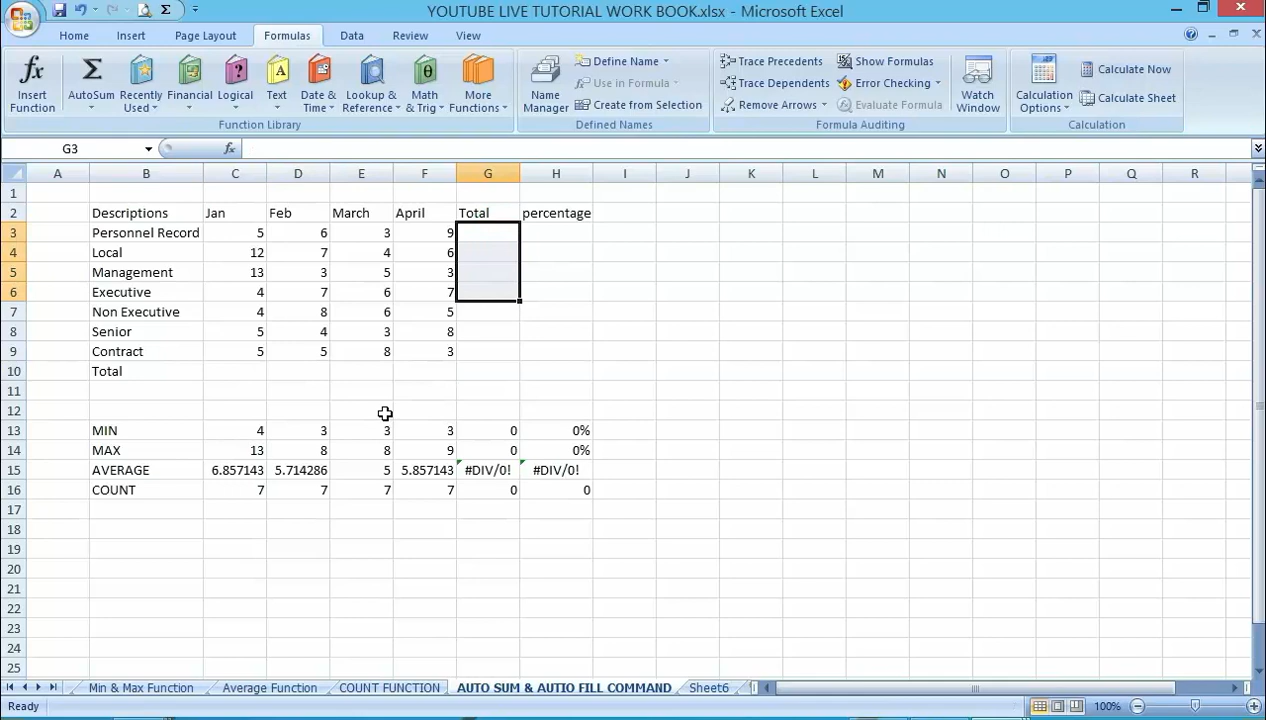 YOUTUBE LIVE TUTORIAL WORK BOOK.xlsx - Microsoft Excel
Home Insert Page Layout Formulas Data Review View
Insert Function
AutoSum
Recently Used
Financial
Logical
Text
Date & Time
Lookup & Reference
Math & Trig
More Functions
Function Library
Name Manager
Define Name
Use in Formula
Create from Selection
Defined Names
Trace Precedents
Trace Dependents
Remove Arrows
Show Formulas
Error Checking
Evaluate Formula
Formula Auditing
Watch Window
Calculation Options
Calculate Now
Calculate Sheet
Calculation
G3 fx
A B C D E F G H I J K L M N O P Q R
1
2 Descriptions Jan Feb March April Total percentage
3 Personnel Record 5 6 3 9
4 Local 12 7 4 6
5 Management 13 3 5 3
6 Executive 4 7 6 7
7 Non Executive 4 8 6 5
8 Senior 5 4 3 8
9 Contract 5 5 8 3
10 Total
11
12
13 MIN 4 3 3 3 0 0%
14 MAX 13 8 8 9 0 0%
15 AVERAGE 6.857143 5.714286 5 5.857143 #DIV/0! #DIV/0!
16 COUNT 7 7 7 7 0 0
17
18
19
20
21
22
23
24
25
Min & Max Function Average Function COUNT FUNCTION AUTO SUM & AUTIO FILL COMMAND Sheet6
Ready 100%